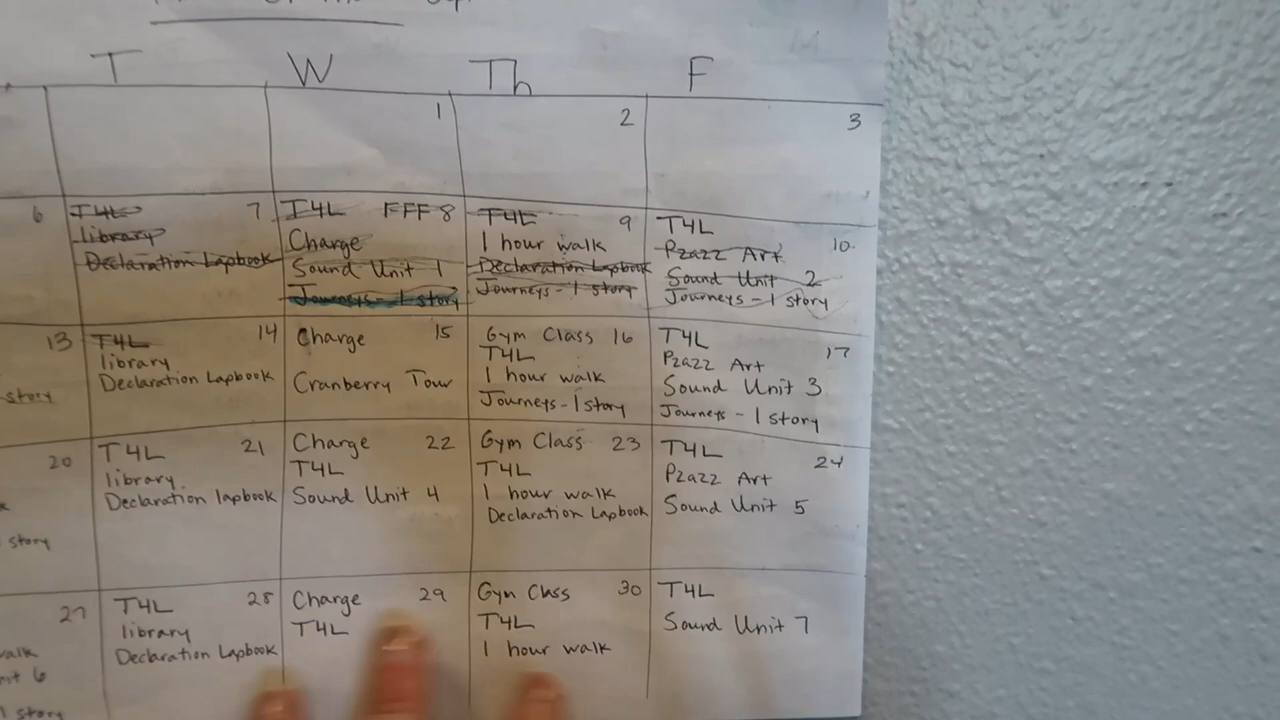 T W Th F
1 2 3
6
T4L 7
library
Declaration Lapbook
T4L FFF 8
Charge
Sound Unit 1
Journeys - 1 story
T4L 9
1 hour walk
Declaration Lapbook
Journeys - 1 story
T4L
Pzazz Art 10
Sound Unit 2
Journeys - 1 story
13
story
T4L 14
library
Declaration Lapbook
Charge 15
Cranberry Tour
Gym Class 16
T4L
1 hour walk
Journeys - 1 story
T4L
Pzazz Art 17
Sound Unit 3
Journeys - 1 story
20
story
T4L 21
library
Declaration lapbook
Charge 22
T4L
Sound Unit 4
Gym Class 23
T4L
1 hour walk
Declaration Lapbook
T4L 24
Pzazz Art
Sound Unit 5
27
walk
6
story
T4L 28
library
Declaration Lapbook
Charge 29
T4L
Gym Class 30
T4L
1 hour walk
T4L
Sound Unit 7